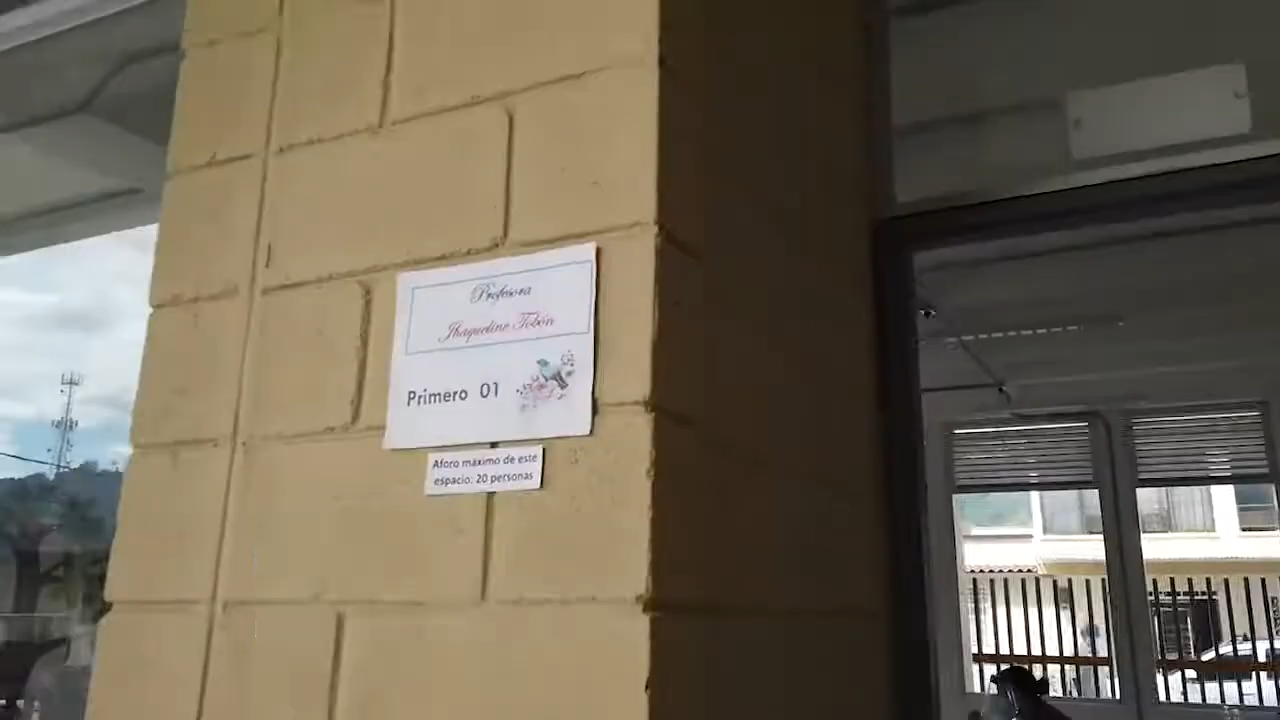 Profesora
Jhaqueline Tobón
Primero 01
Aforo máximo de este
espacio: 20 personas